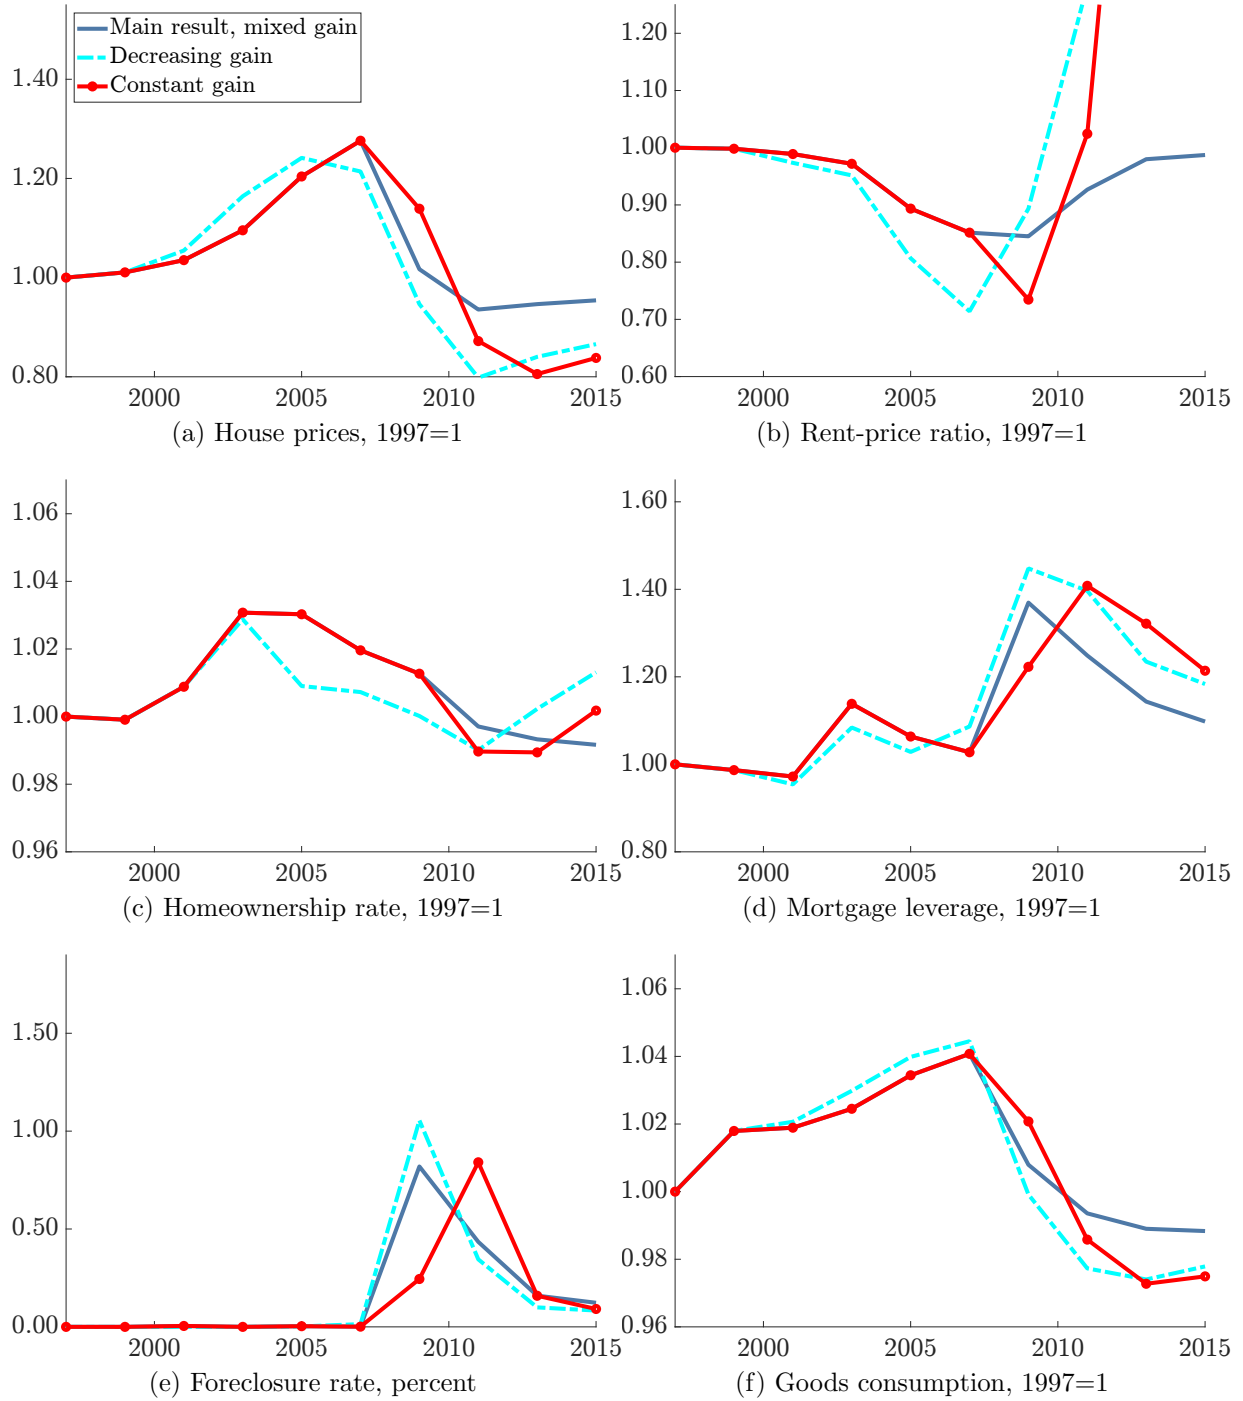 Main result, mixed gain
Decreasing gain
Constant gain
1.40
1.20
1.00
0.80
2000 2005 2010 2015
(a) House prices, 1997=1
1.20
1.10
1.00
0.90
0.80
0.70
0.60
2000 2005 2010 2015
(b) Rent-price ratio, 1997=1
1.06
1.04
1.02
1.00
0.98
0.96
2000 2005 2010 2015
(c) Homeownership rate, 1997=1
1.60
1.40
1.20
1.00
0.80
2000 2005 2010 2015
(d) Mortgage leverage, 1997=1
1.50
1.00
0.50
0.00
2000 2005 2010 2015
(e) Foreclosure rate, percent
1.06
1.04
1.02
1.00
0.98
0.96
2000 2005 2010 2015
(f) Goods consumption, 1997=1